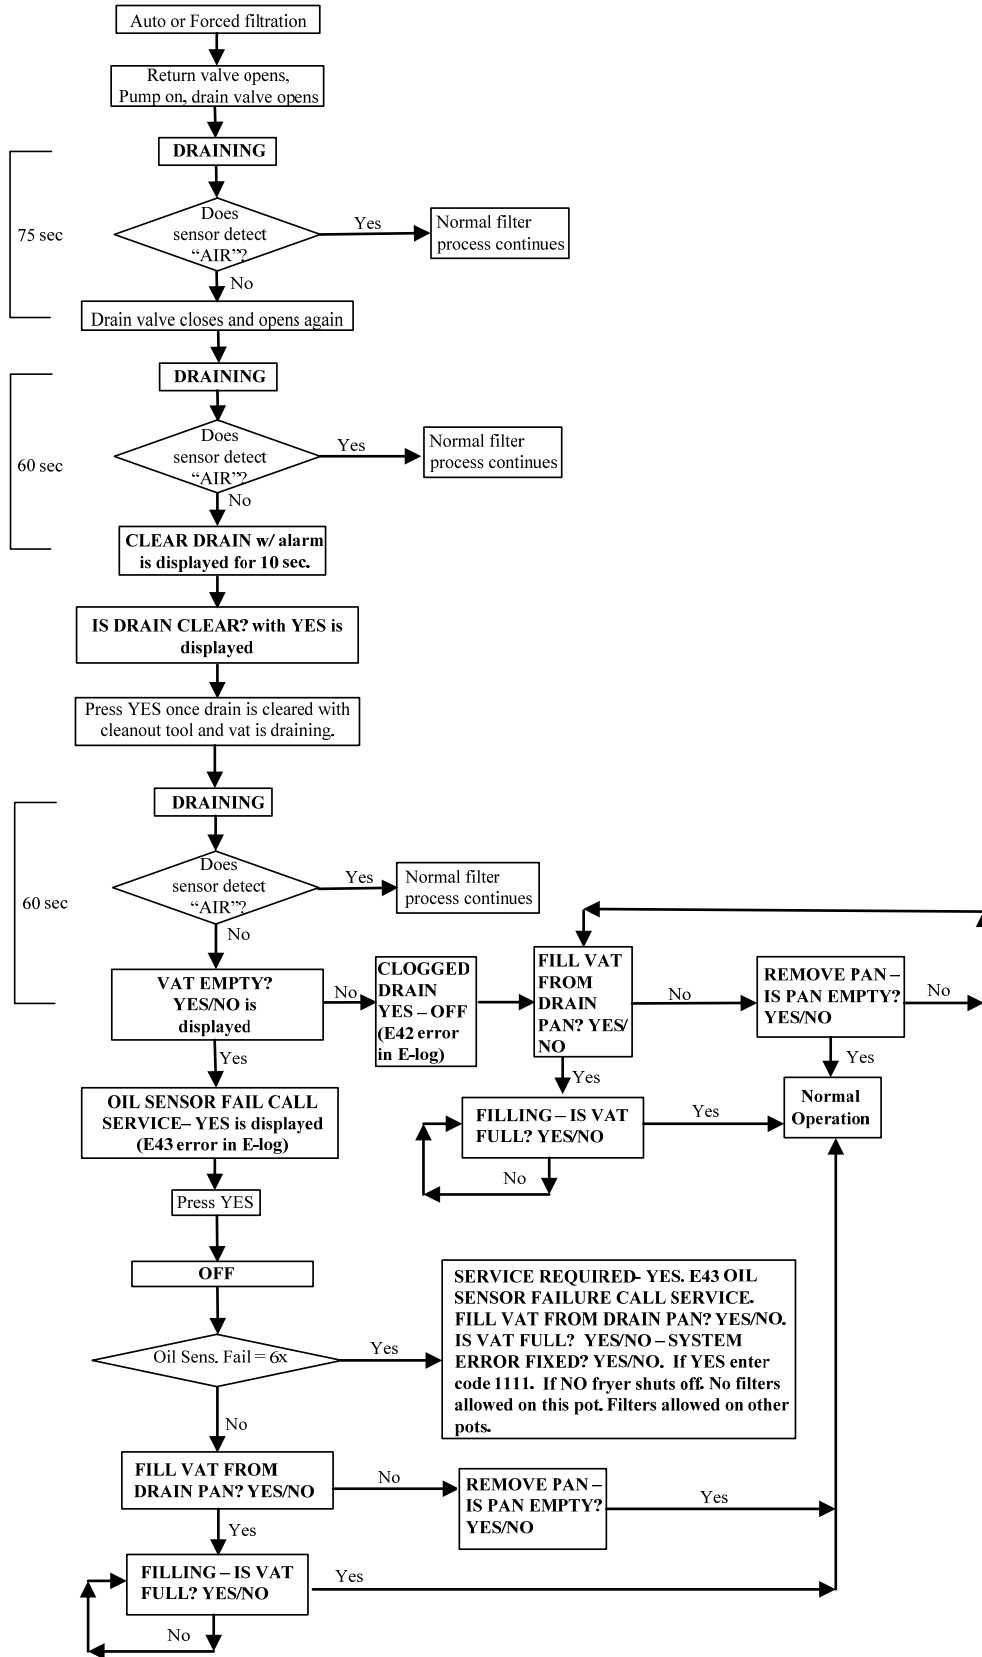 Auto or Forced filtration
Return valve opens,
Pump on, drain valve opens
DRAINING
75 sec
Does
sensor detect
“AIR”?
Yes
Normal filter
process continues
No
Drain valve closes and opens again
DRAINING
60 sec
Does
sensor detect
“AIR”?
Yes
Normal filter
process continues
No
CLEAR DRAIN w/ alarm
is displayed for 10 sec.
IS DRAIN CLEAR? with YES is
displayed
Press YES once drain is cleared with
cleanout tool and vat is draining.
DRAINING
60 sec
Does
sensor detect
“AIR”?
Yes
Normal filter
process continues
No
VAT EMPTY?
YES/NO is
displayed
No
CLOGGED
DRAIN
YES – OFF
(E42 error
in E-log)
FILL VAT
FROM
DRAIN
PAN? YES/
NO
No
REMOVE PAN –
IS PAN EMPTY?
YES/NO
No
Yes
Yes
Yes
OIL SENSOR FAIL CALL
SERVICE– YES is displayed
(E43 error in E-log)
FILLING – IS VAT
FULL? YES/NO
Yes
Normal
Operation
No
Press YES
OFF
Oil Sens. Fail = 6x
Yes
SERVICE REQUIRED- YES. E43 OIL
SENSOR FAILURE CALL SERVICE.
FILL VAT FROM DRAIN PAN? YES/NO.
IS VAT FULL? YES/NO – SYSTEM
ERROR FIXED? YES/NO. If YES enter
code 1111. If NO fryer shuts off. No filters
allowed on this pot. Filters allowed on other
pots.
No
FILL VAT FROM
DRAIN PAN? YES/NO
No
REMOVE PAN –
IS PAN EMPTY?
YES/NO
Yes
Yes
FILLING – IS VAT
FULL? YES/NO
Yes
No